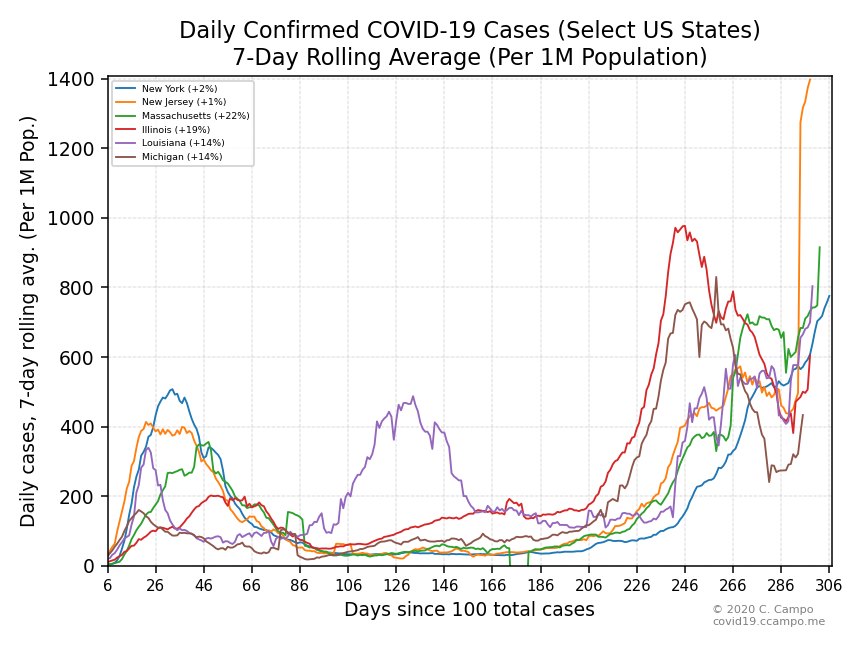 Daily Confirmed COVID-19 Cases (Select US States)
7-Day Rolling Average (Per 1M Population)
Daily cases, 7-day rolling avg. (Per 1M Pop.)
1400
1200
1000
800
600
400
200
0
New York (+2%)
New Jersey (+1%)
Massachusetts (+22%)
Illinois (+19%)
Louisiana (+14%)
Michigan (+14%)
6 26 46 66 86 106 126 146 166 186 206 226 246 266 286 306
Days since 100 total cases
© 2020 C. Campo
covid19.ccampo.me